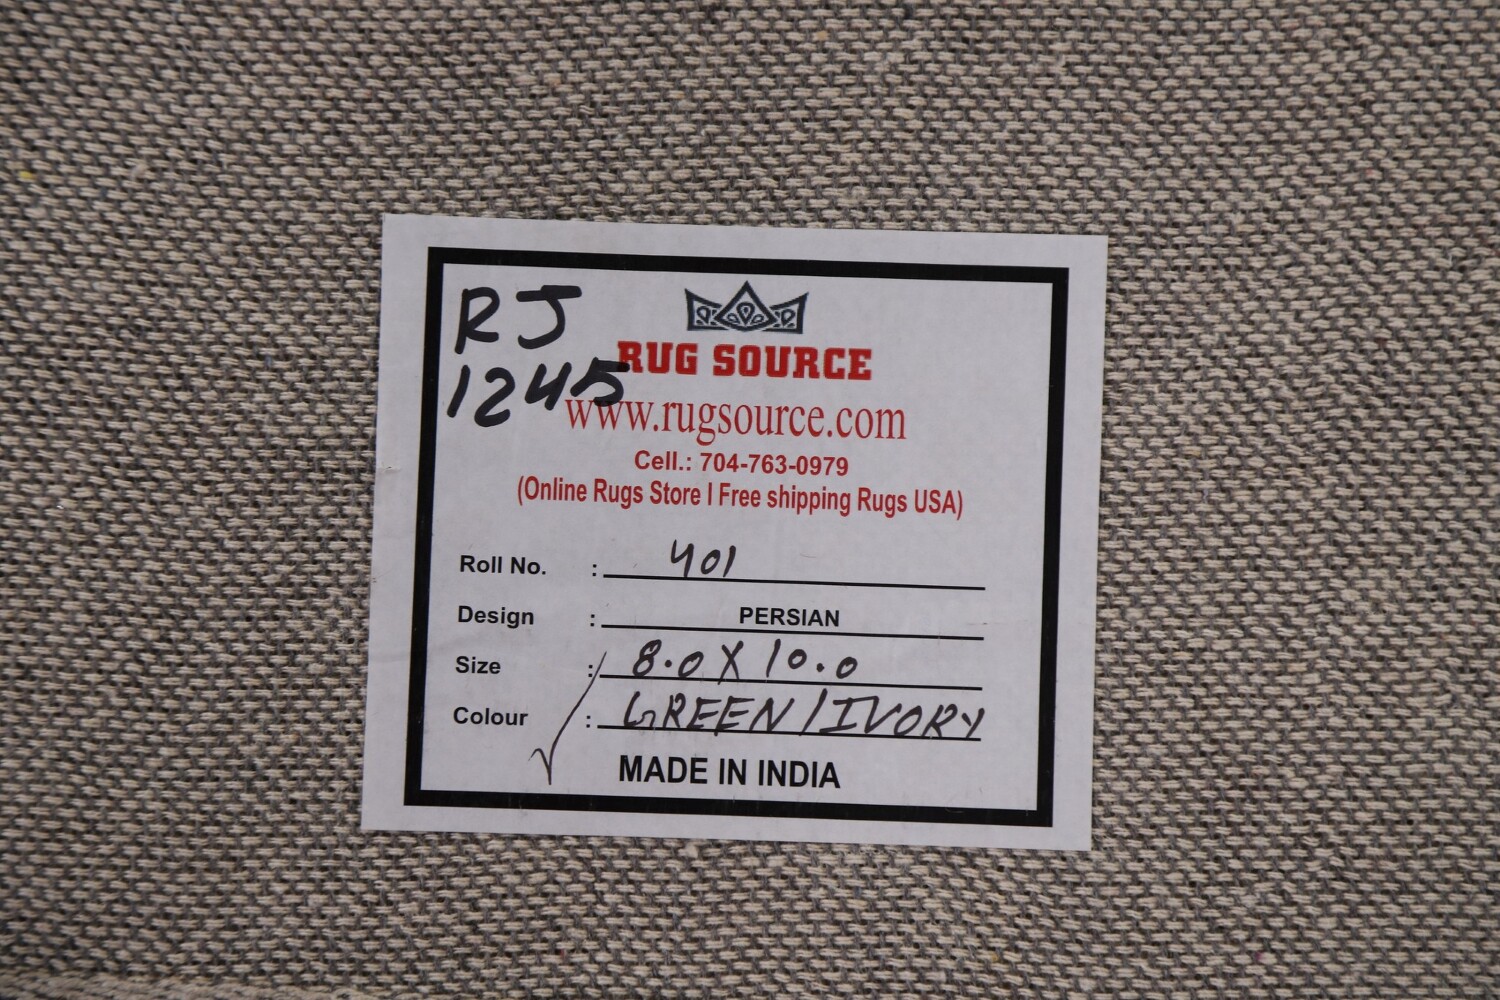 RJ
1245
RUG SOURCE
www.rugsource.com
Cell.: 704-763-0979
(Online Rugs Store I Free shipping Rugs USA)
Roll No. : 401
Design : PERSIAN
Size : 8.0 X 10.0
Colour : GREEN/IVORY
MADE IN INDIA